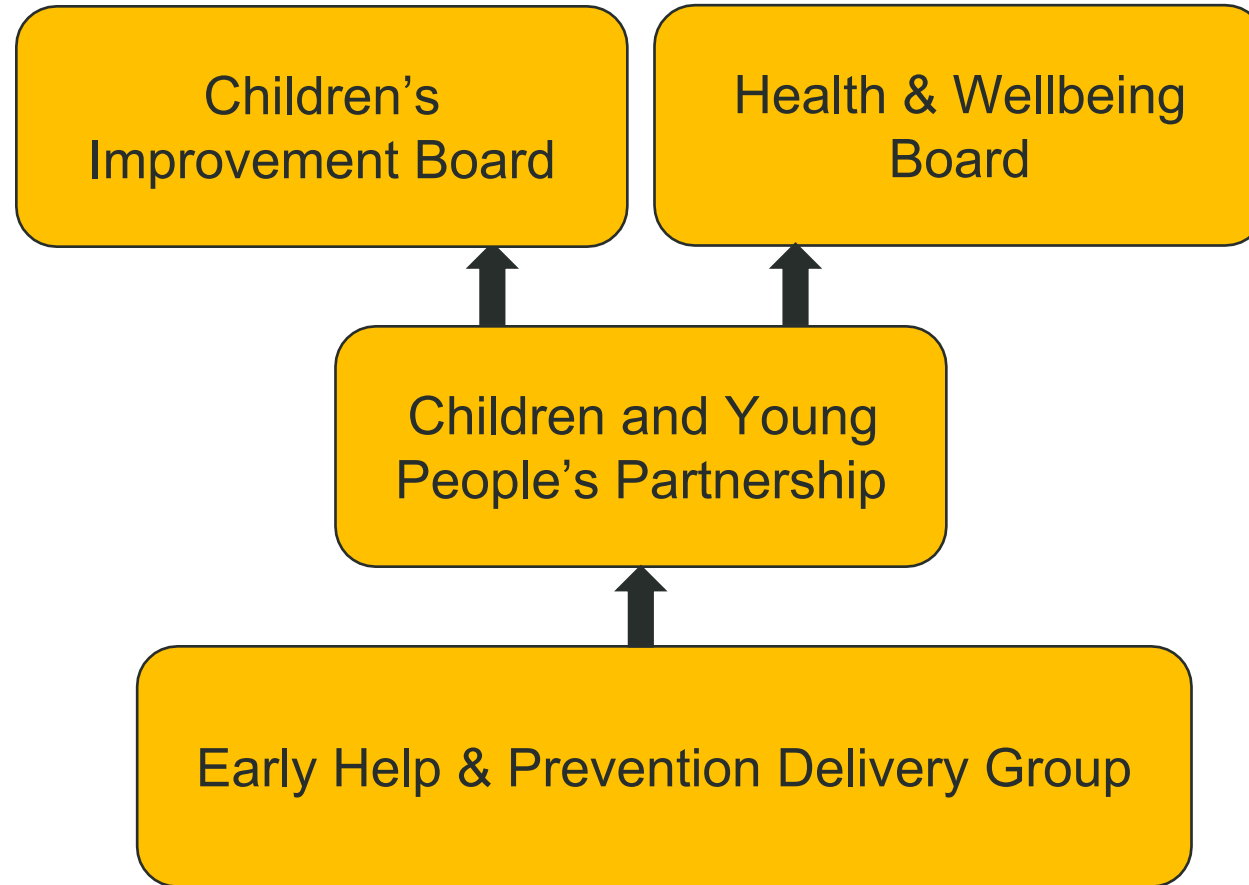 Children’s
Improvement Board
Health & Wellbeing
Board
Children and Young
People’s Partnership
Early Help & Prevention Delivery Group